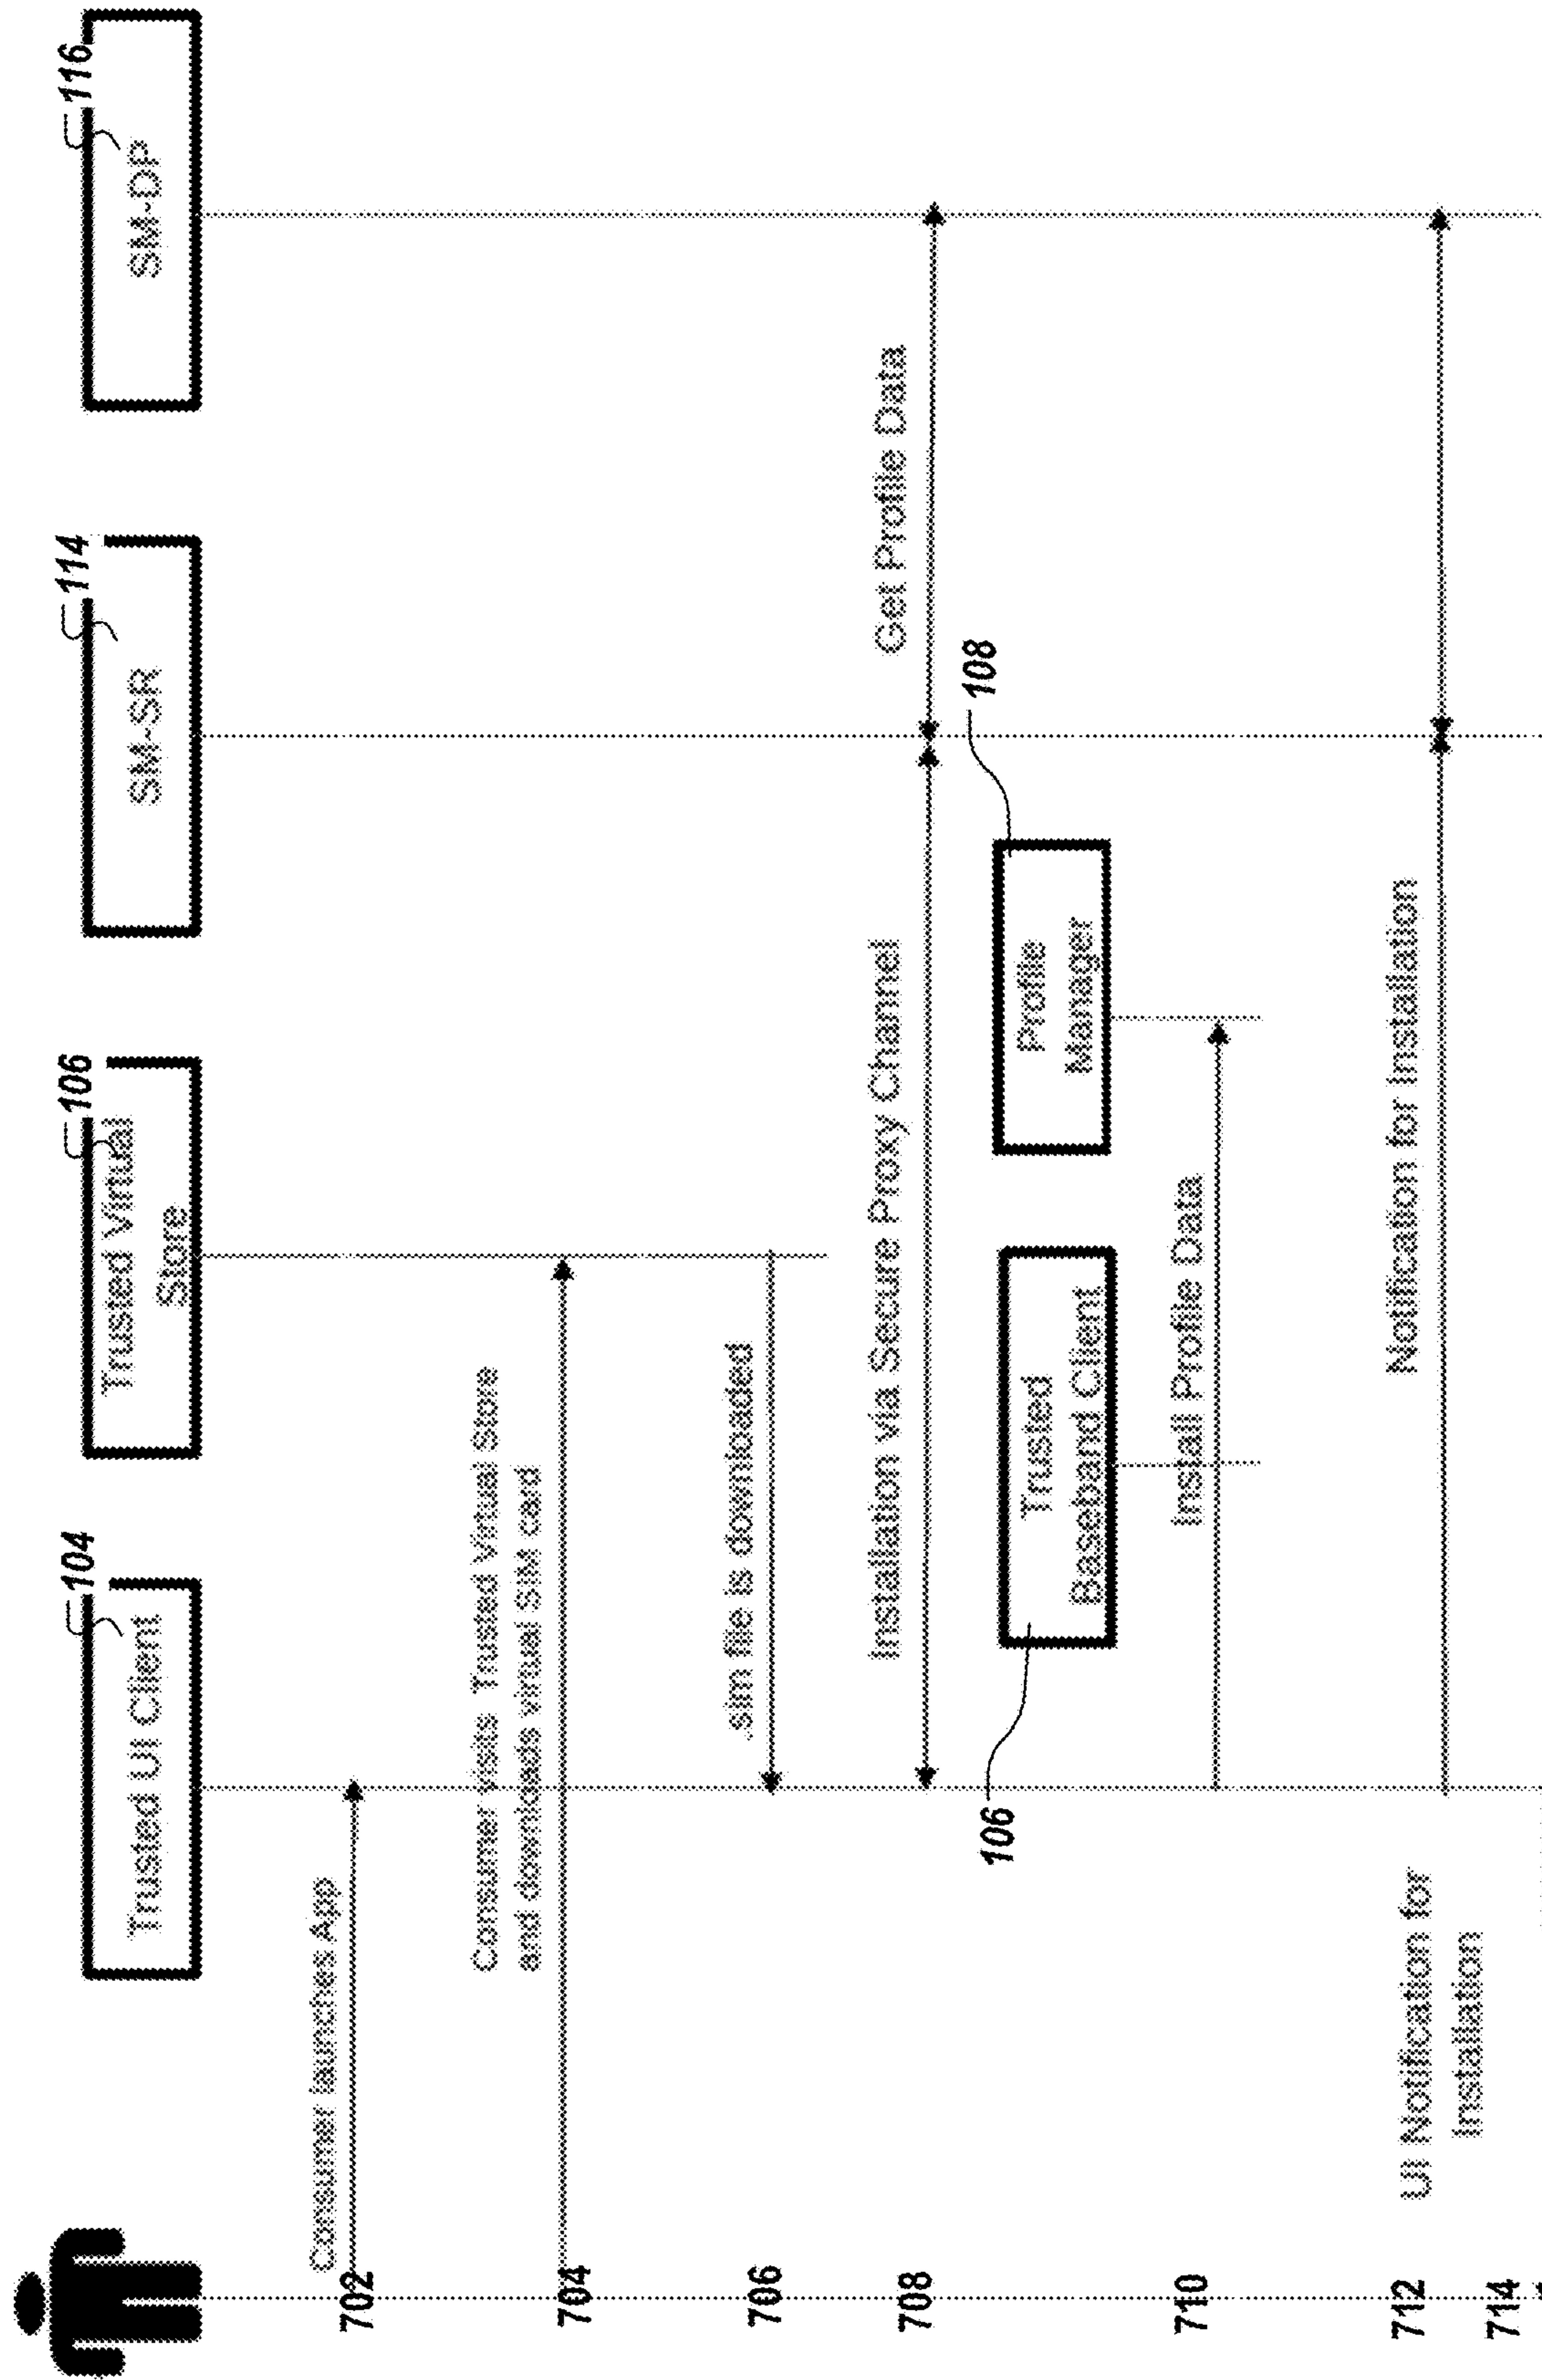 104
Trusted UI Client
106
Trusted Virtual
Store
114
SM-SR
116
SM-DP
702
Consumer launches App
704
Consumer visits Trusted Virtual Store
and downloads virtual SIM card
706
.sim file is downloaded
708
Installation via Secure Proxy Channel
Get Profile Data
106
Trusted
Baseband Client
108
Profile
Manager
710
Install Profile Data
712
UI Notification for
Installation
Notification for Installation
714